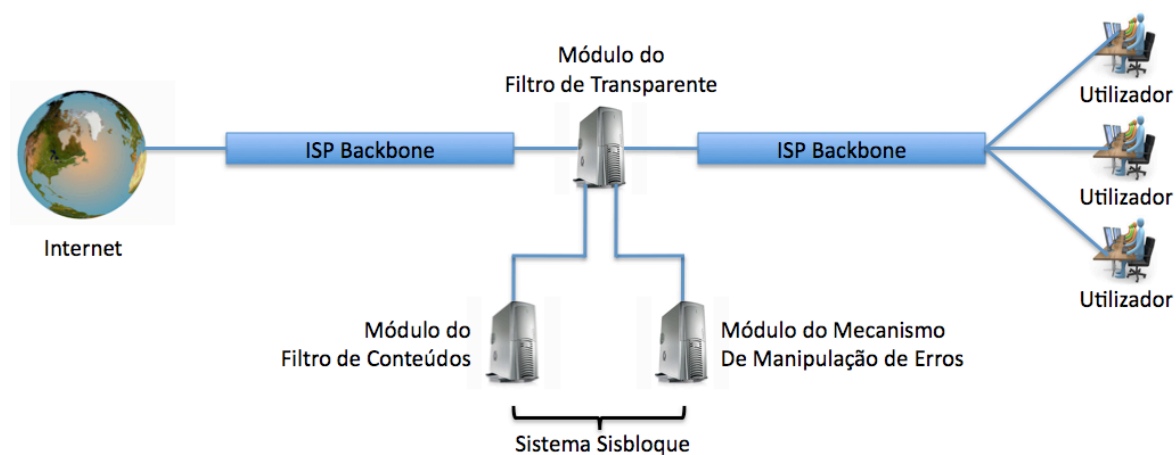 Módulo do
Filtro de Transparente
ISP Backbone
ISP Backbone
Utilizador
Utilizador
Utilizador
Internet
Módulo do
Filtro de Conteúdos
Módulo do Mecanismo
De Manipulação de Erros
Sistema Sisbloque